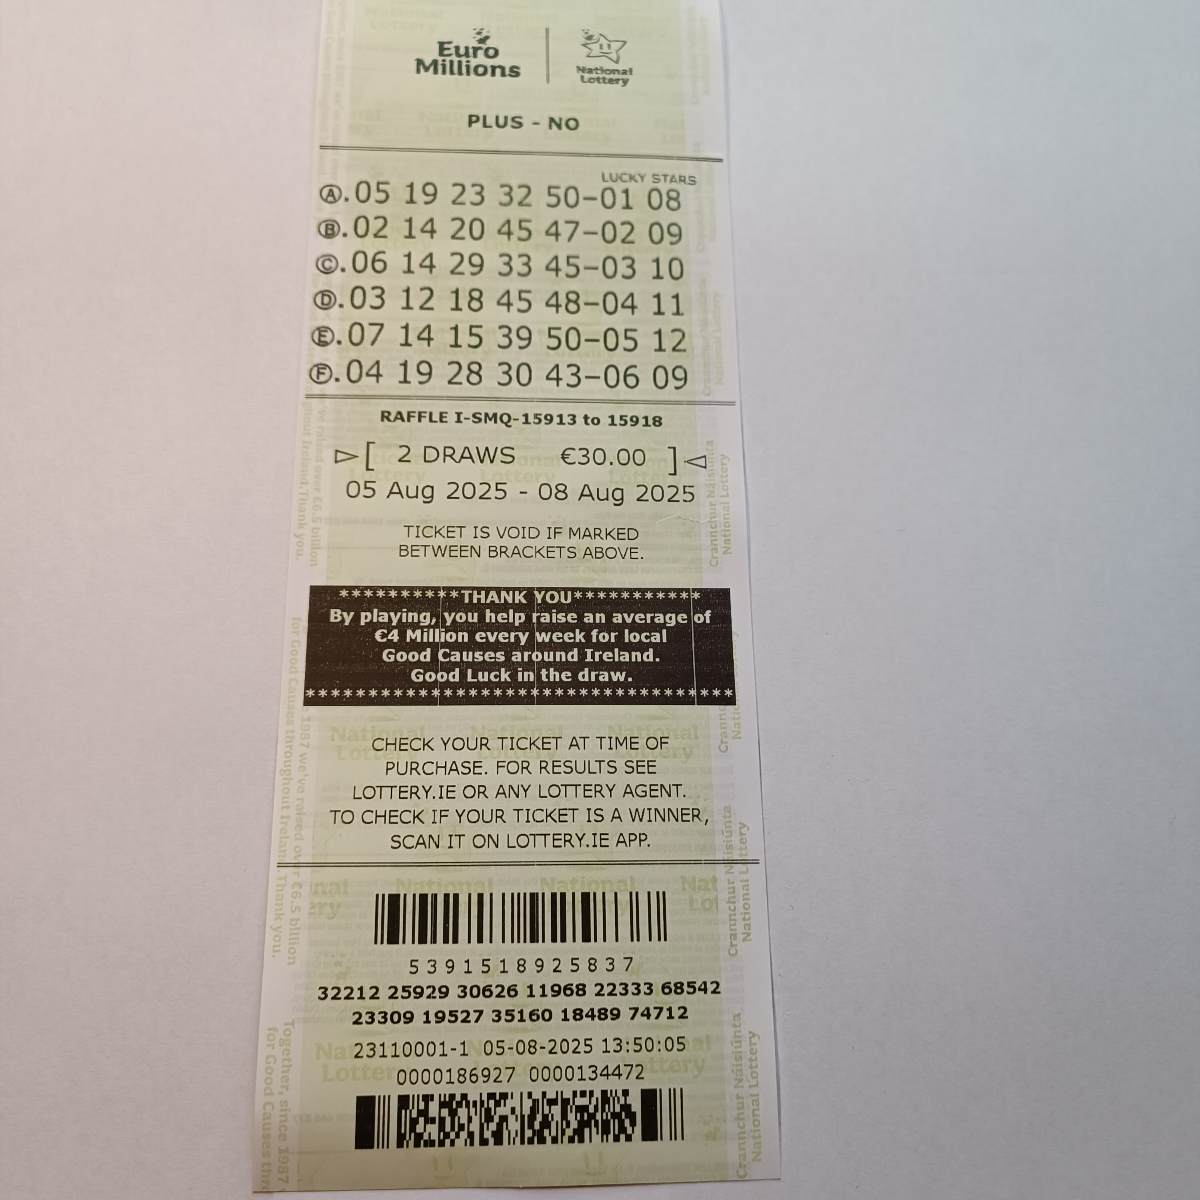 Euro
Millions
National
Lottery
PLUS - NO
LUCKY STARS
Ⓐ.05 19 23 32 50-01 08
Ⓑ.02 14 20 45 47-02 09
Ⓒ.06 14 29 33 45-03 10
Ⓓ.03 12 18 45 48-04 11
Ⓔ.07 14 15 39 50-05 12
Ⓕ.04 19 28 30 43-06 09
RAFFLE I-SMQ-15913 to 15918
▷[ 2 DRAWS €30.00 ]◁
05 Aug 2025 - 08 Aug 2025
TICKET IS VOID IF MARKED
BETWEEN BRACKETS ABOVE.
**********THANK YOU***********
By playing, you help raise an average of
€4 Million every week for local
Good Causes around Ireland.
Good Luck in the draw.
**********************************
CHECK YOUR TICKET AT TIME OF
PURCHASE. FOR RESULTS SEE
LOTTERY.IE OR ANY LOTTERY AGENT.
TO CHECK IF YOUR TICKET IS A WINNER,
SCAN IT ON LOTTERY.IE APP.
5391518925837
32212 25929 30626 11968 22333 68542
23309 19527 35160 18489 74712
23110001-1 05-08-2025 13:50:05
0000186927 0000134472
Crannchur Náisiúnta
National Lottery